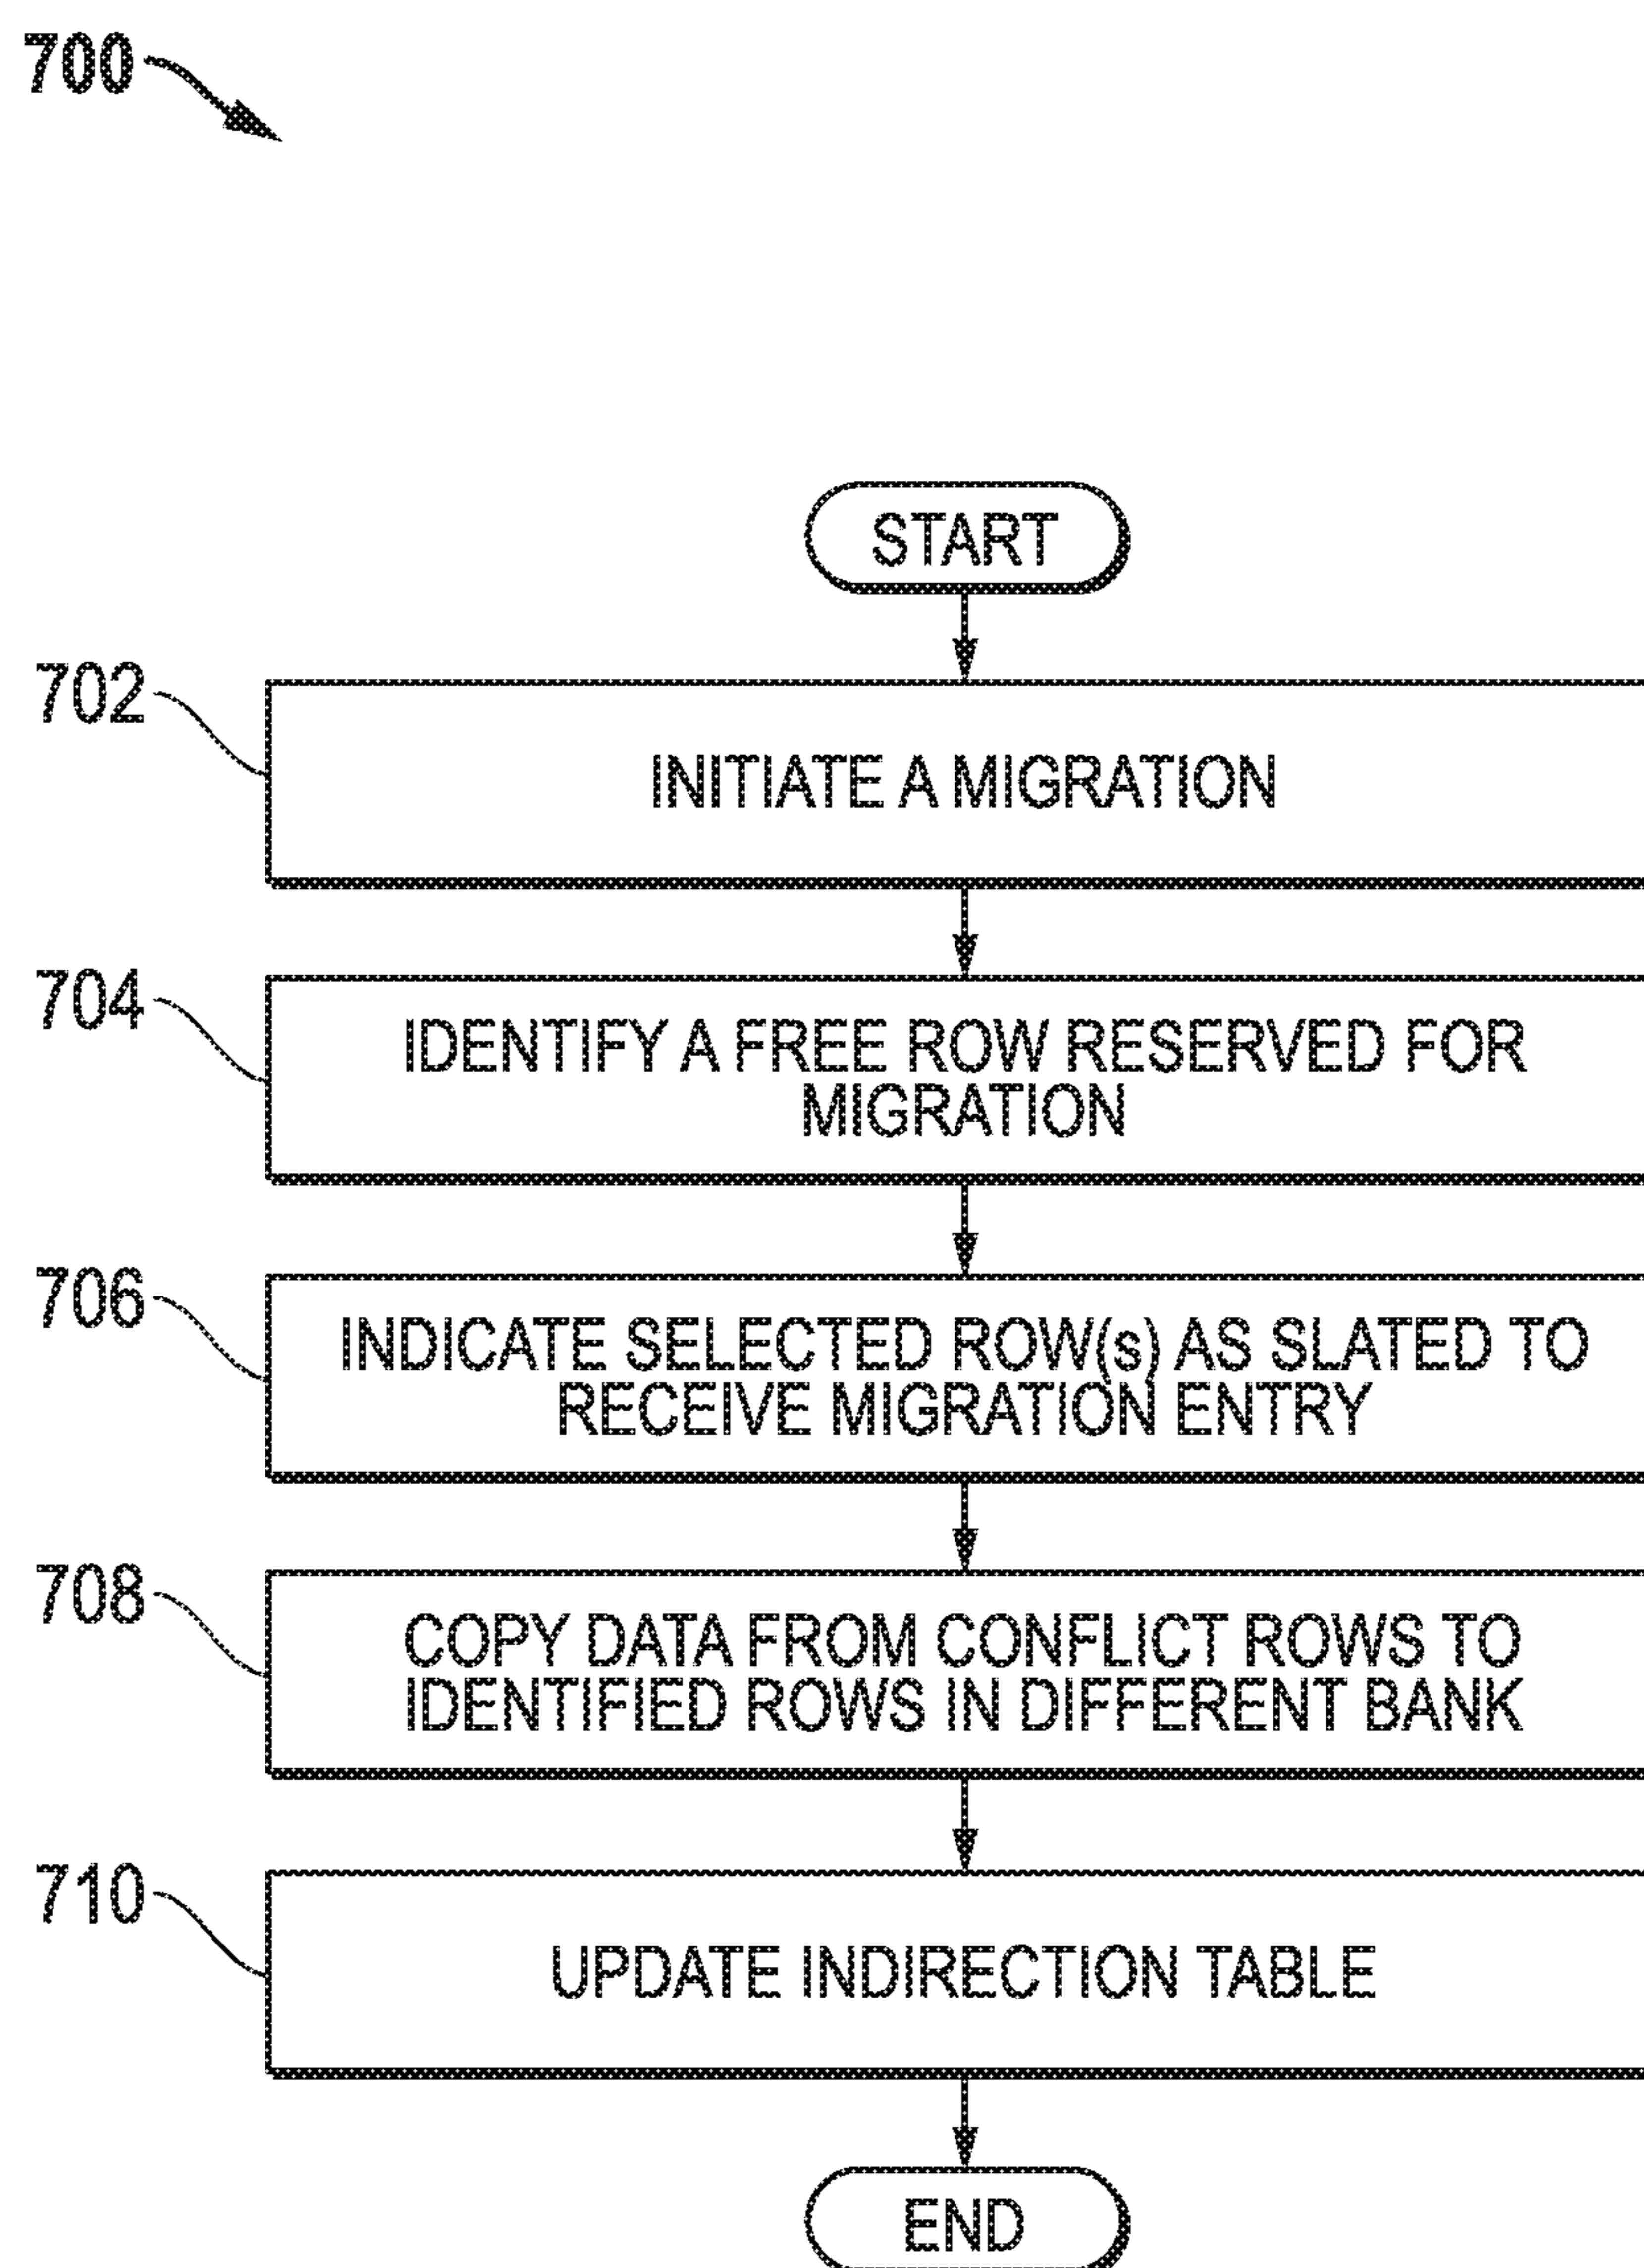 700
START
702
INITIATE A MIGRATION
704
IDENTIFY A FREE ROW RESERVED FOR
MIGRATION
706
INDICATE SELECTED ROW(s) AS SLATED TO
RECEIVE MIGRATION ENTRY
708
COPY DATA FROM CONFLICT ROWS TO
IDENTIFIED ROWS IN DIFFERENT BANK
710
UPDATE INDIRECTION TABLE
END